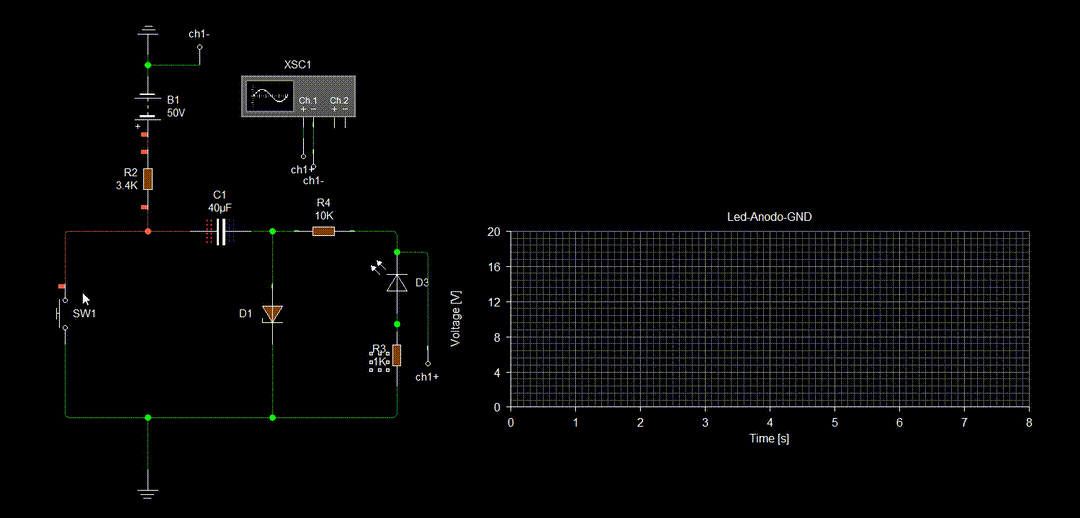 ch1-
XSC1
B1
50V
+
Ch.1
Ch.2
+ -
+ -
R2
3.4K
ch1+
ch1-
C1
40µF
R4
10K
D3
D1
SW1
R3
1K
ch1+
Led-Anodo-GND
Voltage [V]
20
16
12
8
4
0
0 1 2 3 4 5 6 7 8
Time [s]